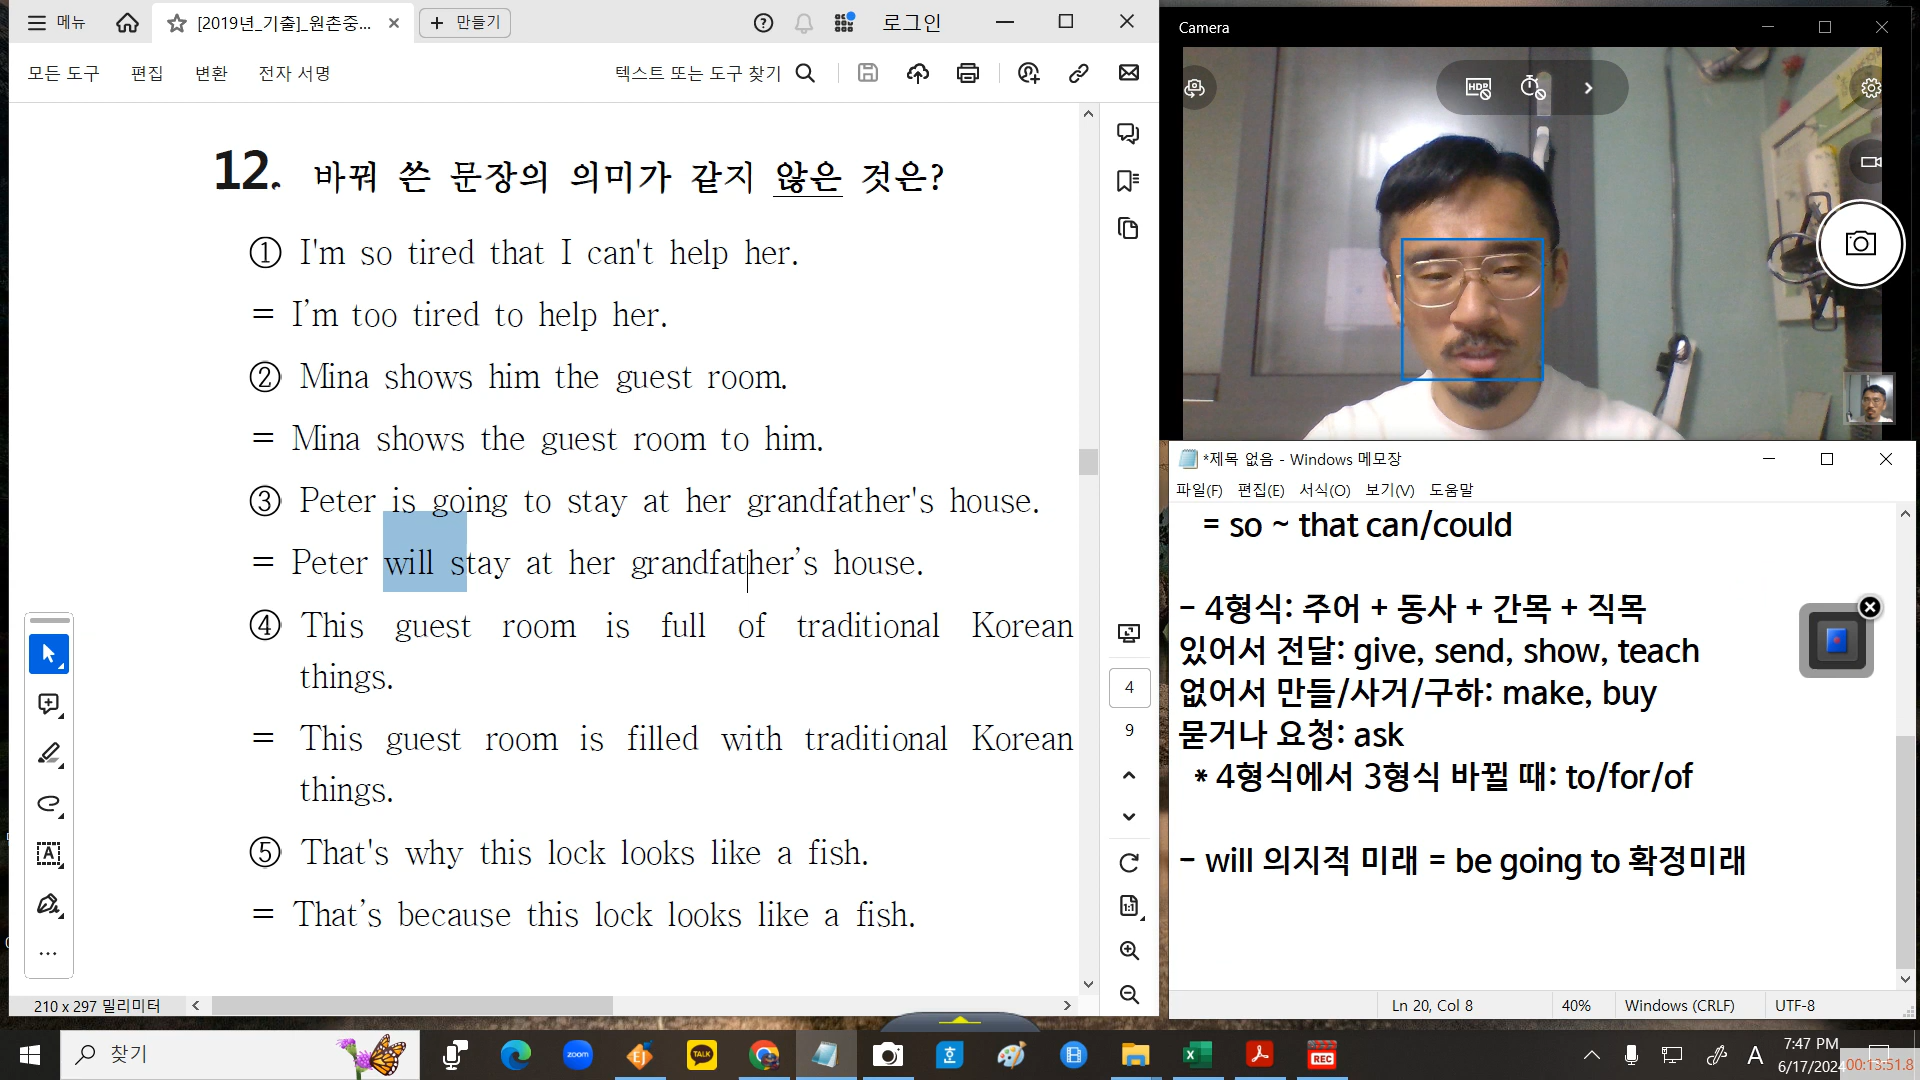 메뉴
[2019년_기출]_원촌중...
만들기
로그인
모든 도구
편집
변환
전자 서명
텍스트 또는 도구 찾기
12. 바꿔 쓴 문장의 의미가 같지 않은 것은?
① I'm so tired that I can't help her.
= I’m too tired to help her.
② Mina shows him the guest room.
= Mina shows the guest room to him.
③ Peter is going to stay at her grandfather's house.
= Peter will stay at her grandfather’s house.
④ This guest room is full of traditional Korean
things.
= This guest room is filled with traditional Korean
things.
⑤ That's why this lock looks like a fish.
= That’s because this lock looks like a fish.
4
9
1:1
210 x 297 밀리미터
Camera
HDR
*제목 없음 - Windows 메모장
파일(F) 편집(E) 서식(O) 보기(V) 도움말
= so ~ that can/could
- 4형식: 주어 + 동사 + 간목 + 직목
있어서 전달: give, send, show, teach
없어서 만들/사거/구하: make, buy
묻거나 요청: ask
* 4형식에서 3형식 바뀔 때: to/for/of
- will 의지적 미래 = be going to 확정미래
Ln 20, Col 8
40%
Windows (CRLF)
UTF-8
찾기
zoom
EJ
TALK
REC
A
7:47 PM
6/17/2024
00:13:51.8